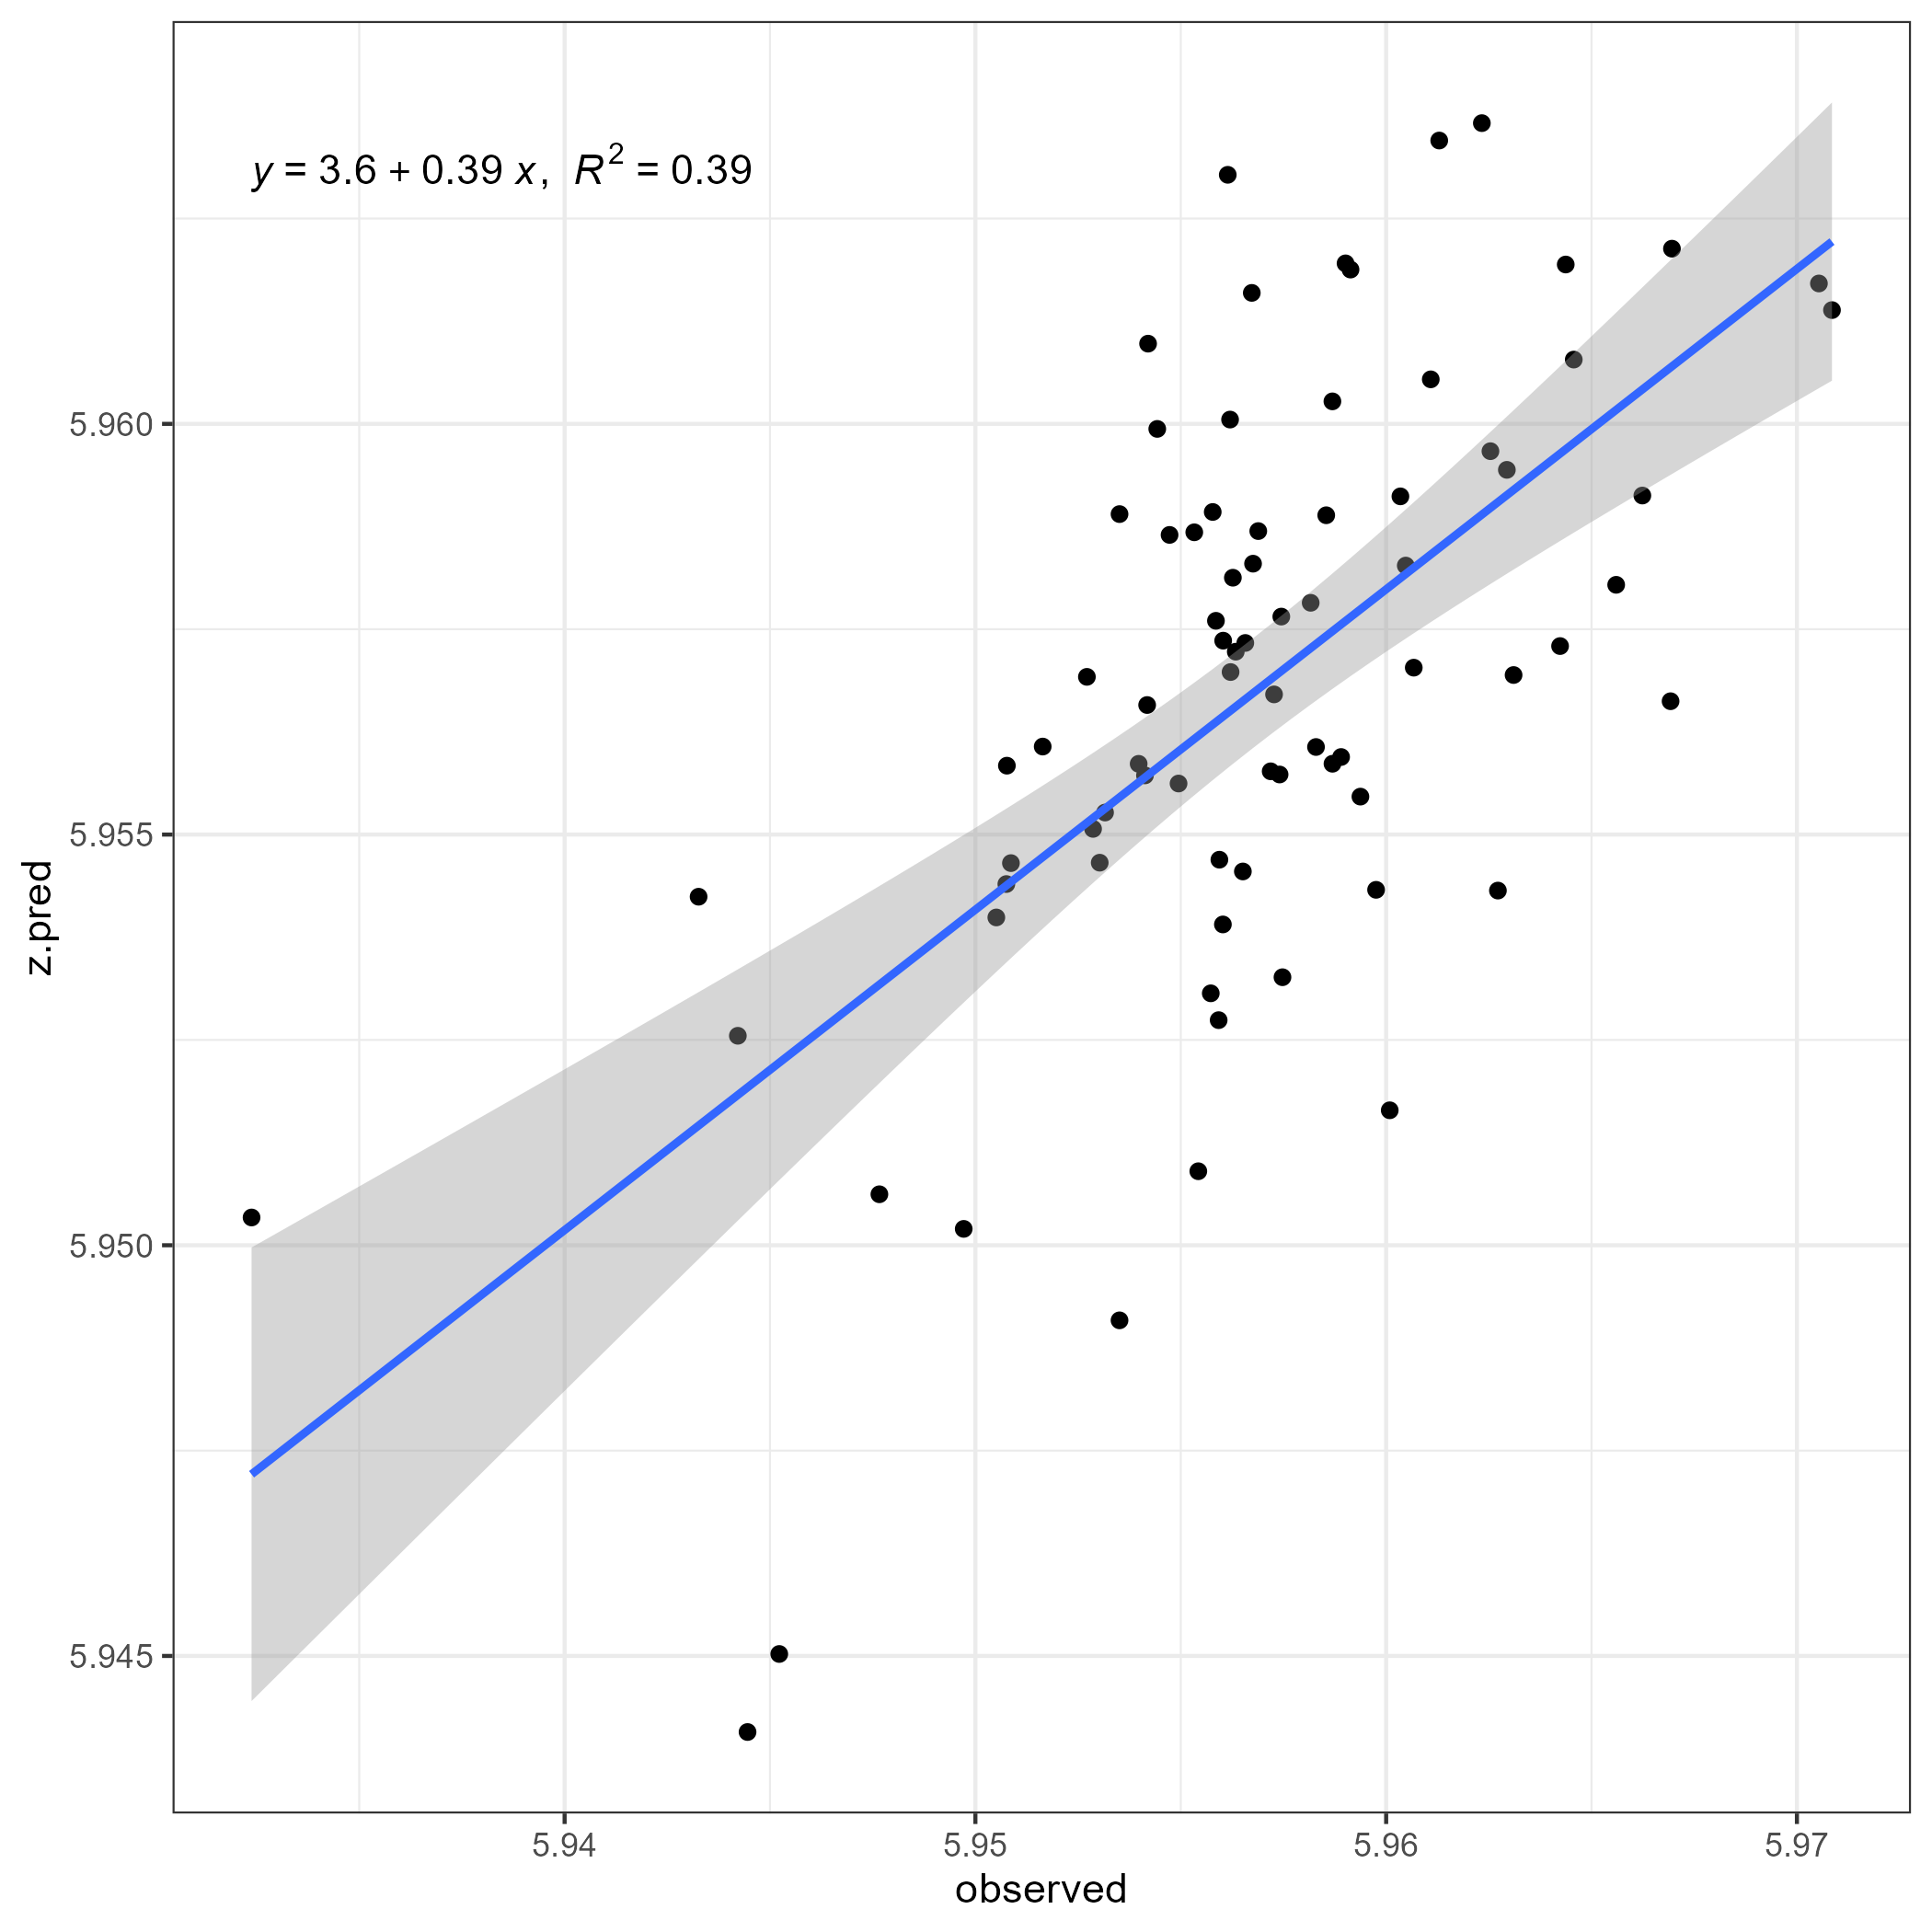 y = 3.6 + 0.39 x, R² = 0.39
5.960
5.955
5.950
5.945
z.pred
5.94 5.95 5.96 5.97
observed